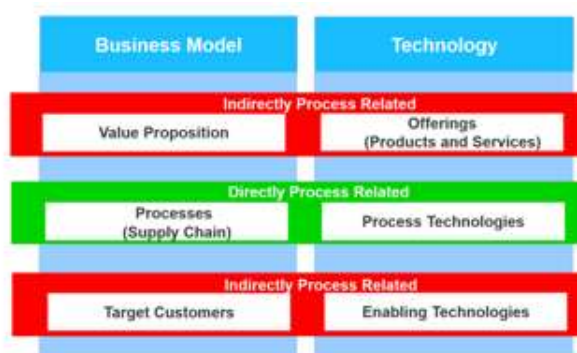 Business Model
Technology
Indirectly Process Related
Value Proposition
Offerings
(Products and Services)
Directly Process Related
Processes
(Supply Chain)
Process Technologies
Indirectly Process Related
Target Customers
Enabling Technologies